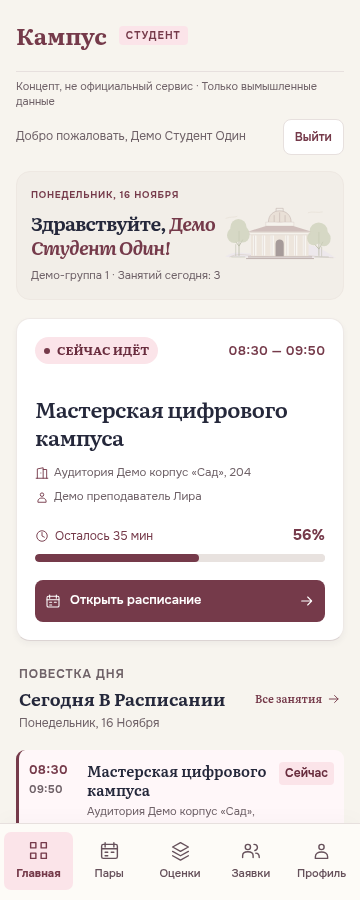 Кампус
СТУДЕНТ
Концепт, не официальный сервис · Только вымышленные
данные
Добро пожаловать, Демо Студент Один
Выйти
ПОНЕДЕЛЬНИК, 16 НОЯБРЯ
Здравствуйте, Демо
Студент Один!
Демо-группа 1 · Занятий сегодня: 3
СЕЙЧАС ИДЁТ
08:30 — 09:50
Мастерская цифрового
кампуса
Аудитория Демо корпус «Сад», 204
Демо преподаватель Лира
Осталось 35 мин
56%
Открыть расписание
ПОВЕСТКА ДНЯ
Сегодня В Расписании
Все занятия
Понедельник, 16 Ноября
08:30
Мастерская цифрового
Сейчас
09:50
кампуса
Аудитория Демо корпус «Сад»,
Главная
Пары
Оценки
Заявки
Профиль